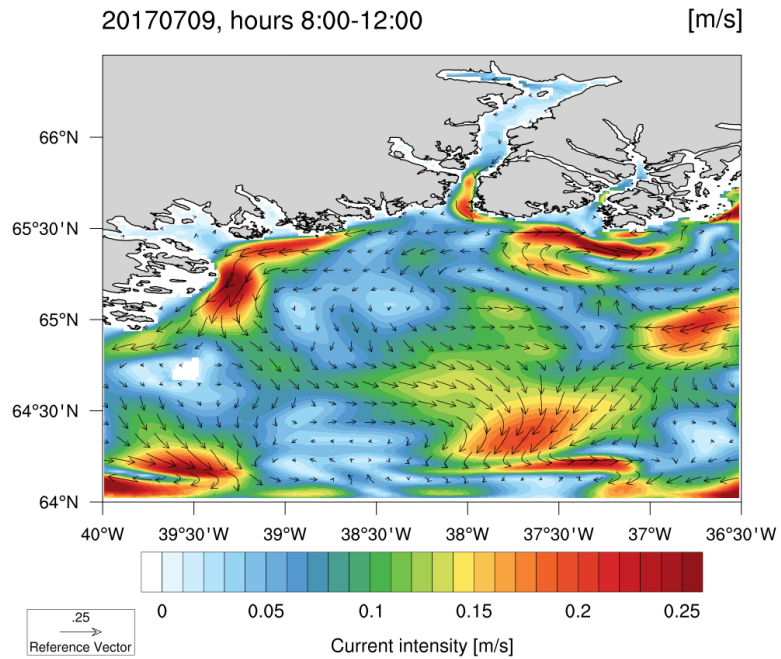 20170709, hours 8:00-12:00 [m/s]
66°N
65°30'N
65°N
64°30'N
64°N
40°W 39°30'W 39°W 38°30'W 38°W 37°30'W 37°W 36°30'W
0 0.05 0.1 0.15 0.2 0.25
.25
Reference Vector
Current intensity [m/s]